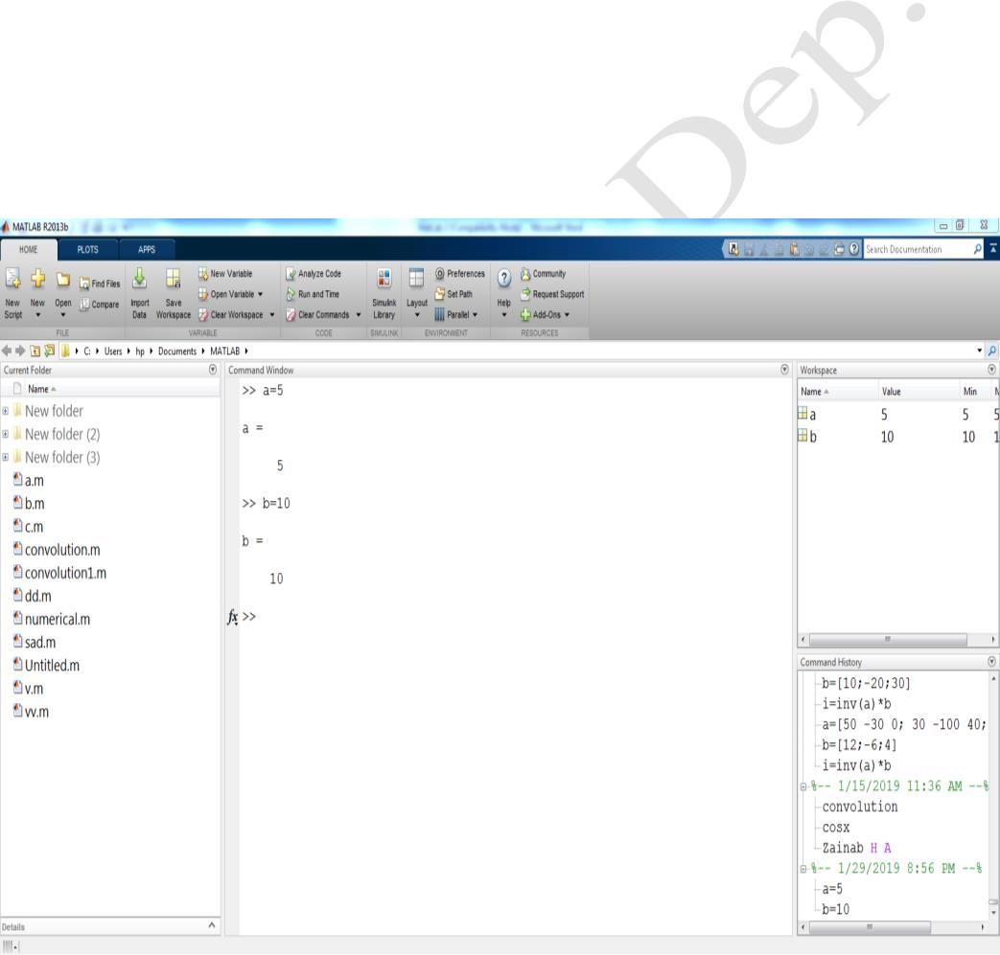 Dep.
MATLAB R2013b
HOME PLOTS APPS
Search Documentation
New Script
New
Open
Find Files
Compare
FILE
Import Data
Save Workspace
New Variable
Open Variable
Clear Workspace
VARIABLE
Analyze Code
Run and Time
Clear Commands
CODE
Simulink Library
SIMULINK
Layout
Preferences
Set Path
Parallel
ENVIRONMENT
Help
Community
Request Support
Add-Ons
RESOURCES
C: Users hp Documents MATLAB
Current Folder
Name
New folder
New folder (2)
New folder (3)
a.m
b.m
c.m
convolution.m
convolution1.m
dd.m
numerical.m
sad.m
Untitled.m
v.m
vv.m
Details
Command Window
>> a=5
a =
5
>> b=10
b =
10
fx >>
Workspace
Name Value Min M
a 5 5 5
b 10 10 1
Command History
b=[10;-20;30]
i=inv(a)*b
a=[50 -30 0; 30 -100 40;
b=[12;-6;4]
i=inv(a)*b
%-- 1/15/2019 11:36 AM --%
convolution
cosx
Zainab H A
%-- 1/29/2019 8:56 PM --%
a=5
b=10